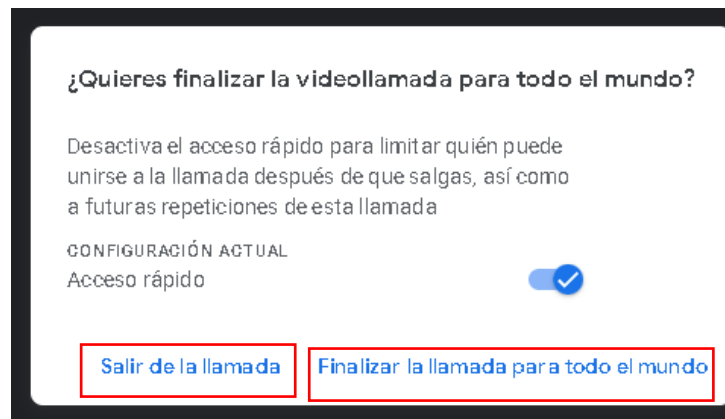 ¿Quieres finalizar la videollamada para todo el mundo?
Desactiva el acceso rápido para limitar quién puede
unirse a la llamada después de que salgas, así como
a futuras repeticiones de esta llamada
CONFIGURACIÓN ACTUAL
Acceso rápido
Salir de la llamada Finalizar la llamada para todo el mundo